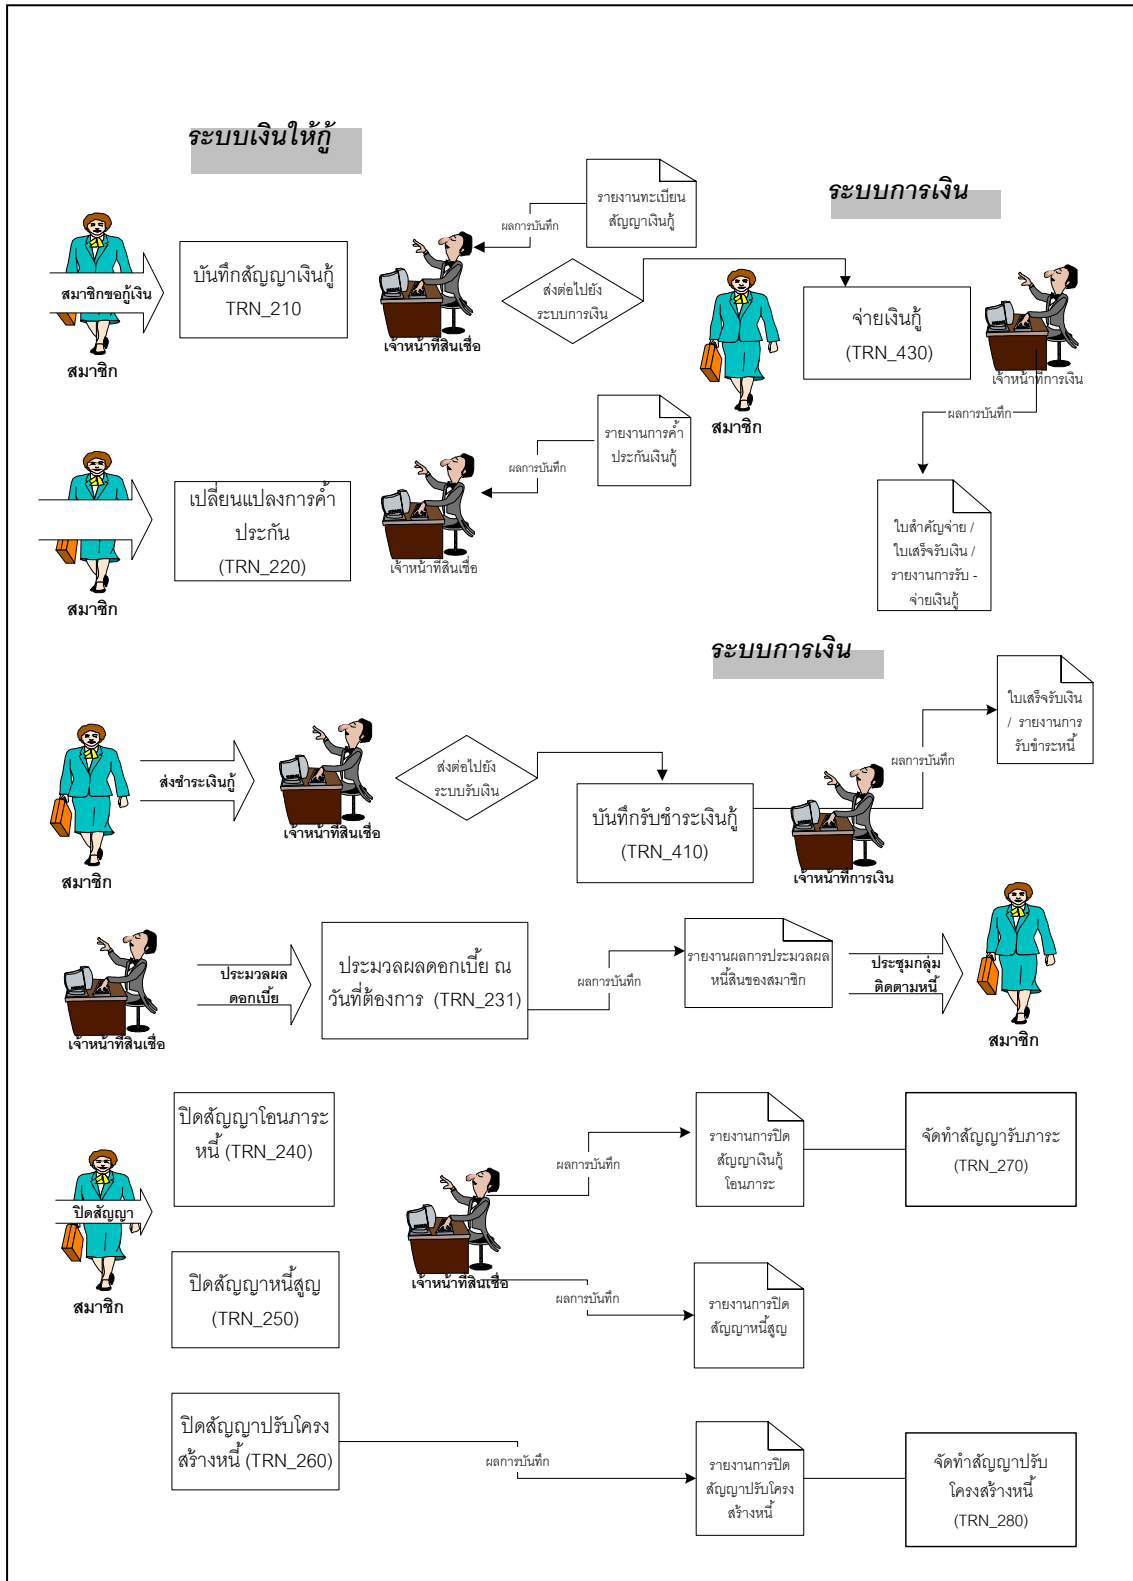 ระบบเงินให้กู้
รายงานทะเบียน
สัญญาเงินกู้
ระบบการเงิน
ผลการบันทึก
สมาชิกขอกู้เงิน
บันทึกสัญญาเงินกู้
TRN_210
ส่งต่อไปยัง
ระบบการเงิน
จ่ายเงินกู้
(TRN_430)
เจ้าหน้าที่สินเชื่อ
สมาชิก
เจ้าหน้าที่การเงิน
สมาชิก
ผลการบันทึก
รายงานการค้ำ
ประกันเงินกู้
ผลการบันทึก
เปลี่ยนแปลงการค้ำ
ประกัน
(TRN_220)
เจ้าหน้าที่สินเชื่อ
สมาชิก
ใบสำคัญจ่าย /
ใบเสร็จรับเงิน /
รายงานการรับ -
จ่ายเงินกู้
ระบบการเงิน
ใบเสร็จรับเงิน
/ รายงานการ
รับชำระหนี้
ส่งชำระเงินกู้
ส่งต่อไปยัง
ระบบรับเงิน
ผลการบันทึก
เจ้าหน้าที่สินเชื่อ
บันทึกรับชำระเงินกู้
(TRN_410)
สมาชิก
เจ้าหน้าที่การเงิน
ประมวลผล
ดอกเบี้ย
ประมวลผลดอกเบี้ย ณ
วันที่ต้องการ (TRN_231)
ผลการบันทึก
รายงานผลการประมวลผล
หนี้สินของสมาชิก
ประชุมกลุ่ม
ติดตามหนี้
เจ้าหน้าที่สินเชื่อ
สมาชิก
ปิดสัญญาโอนภาระ
หนี้ (TRN_240)
ผลการบันทึก
รายงานการปิด
สัญญาเงินกู้
โอนภาระ
จัดทำสัญญารับภาระ
(TRN_270)
ปิดสัญญา
เจ้าหน้าที่สินเชื่อ
สมาชิก
ปิดสัญญาหนี้สูญ
(TRN_250)
ผลการบันทึก
รายงานการปิด
สัญญาหนี้สูญ
ปิดสัญญาปรับโครง
สร้างหนี้ (TRN_260)
ผลการบันทึก
รายงานการปิด
สัญญาปรับโครง
สร้างหนี้
จัดทำสัญญาปรับ
โครงสร้างหนี้
(TRN_280)